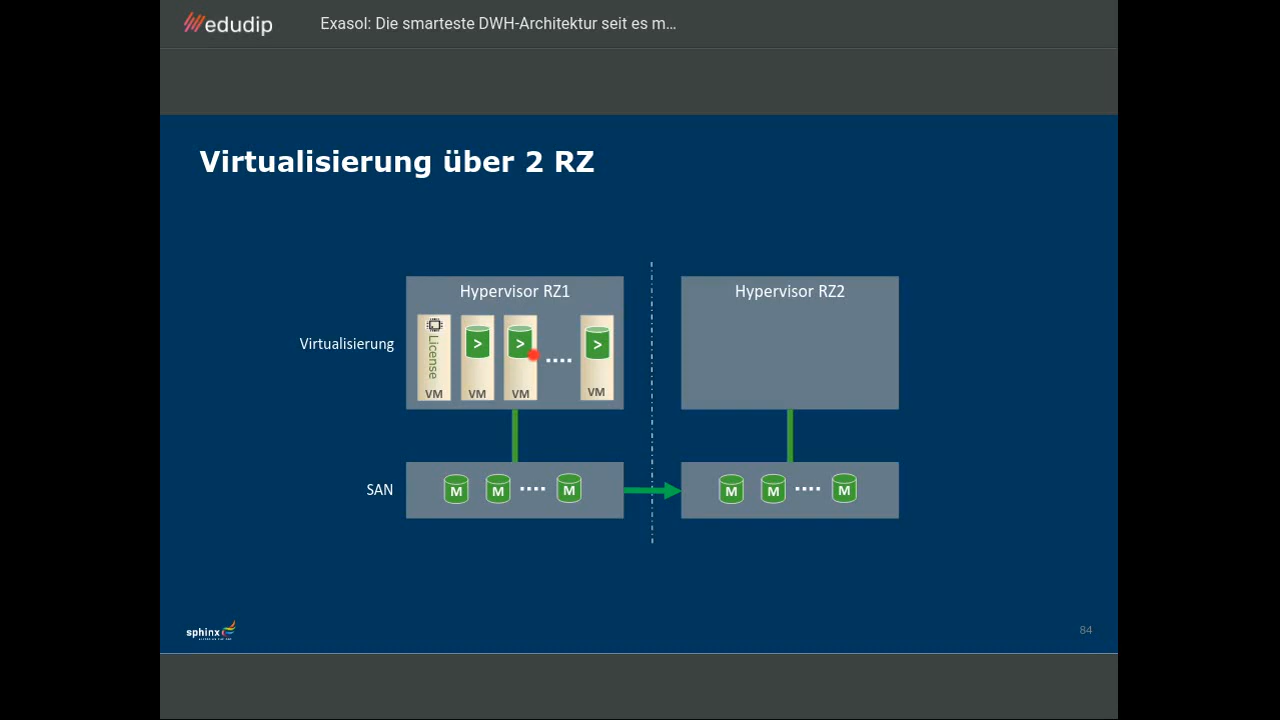 edudip
Exasol: Die smarteste DWH-Architektur seit es m...
Virtualisierung über 2 RZ
Hypervisor RZ1
Hypervisor RZ2
Virtualisierung
License
VM
>
VM
>
VM
....
>
VM
SAN
M
M
....
M
M
M
....
M
sphinx
84